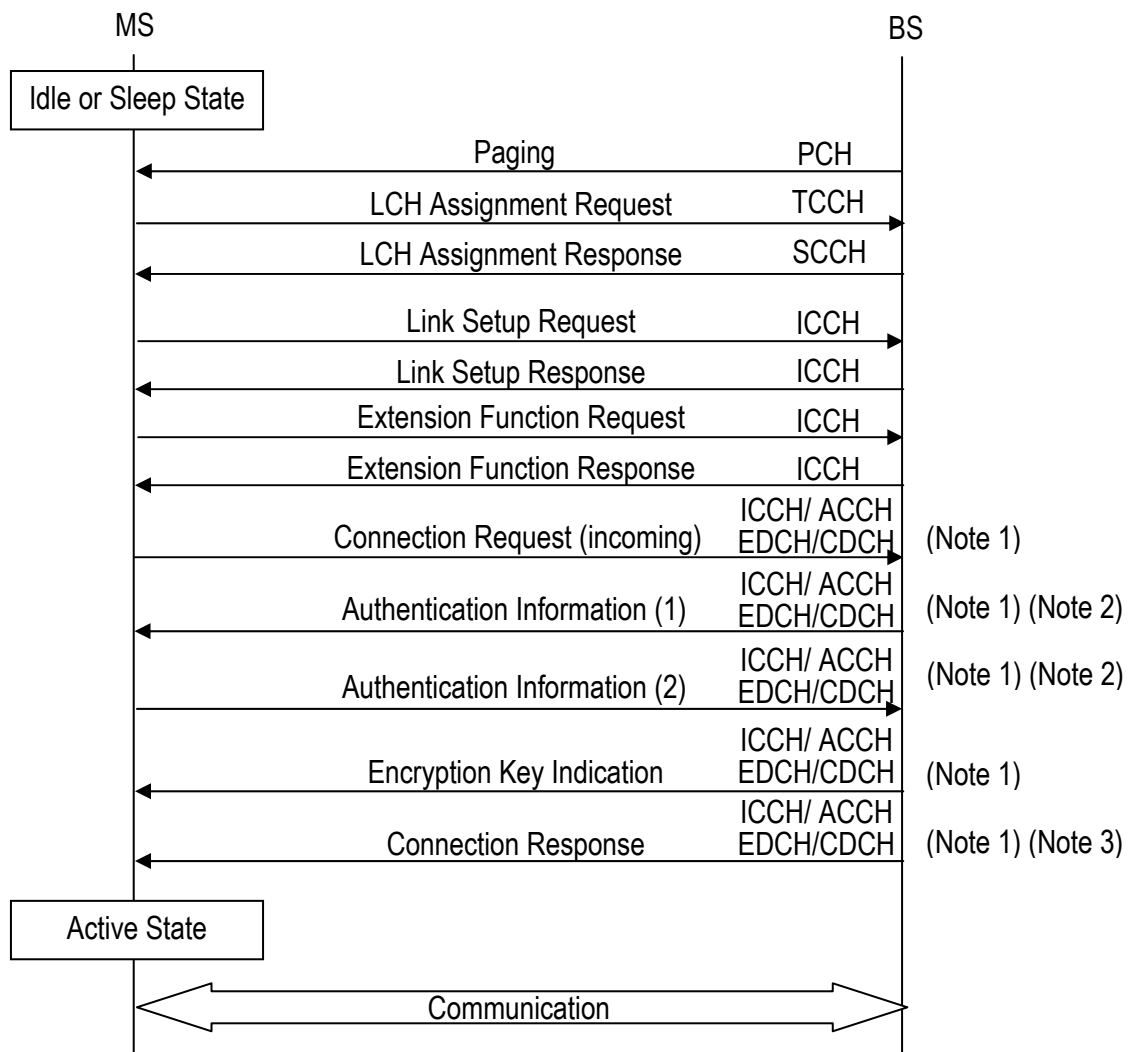 MS BS
Idle or Sleep State
Paging PCH
LCH Assignment Request TCCH
LCH Assignment Response SCCH
Link Setup Request ICCH
Link Setup Response ICCH
Extension Function Request ICCH
Extension Function Response ICCH
ICCH/ ACCH
Connection Request (incoming) EDCH/CDCH (Note 1)
ICCH/ ACCH
Authentication Information (1) EDCH/CDCH (Note 1) (Note 2)
ICCH/ ACCH
Authentication Information (2) EDCH/CDCH (Note 1) (Note 2)
ICCH/ ACCH
Encryption Key Indication EDCH/CDCH (Note 1)
ICCH/ ACCH
Connection Response EDCH/CDCH (Note 1) (Note 3)
Active State
Communication